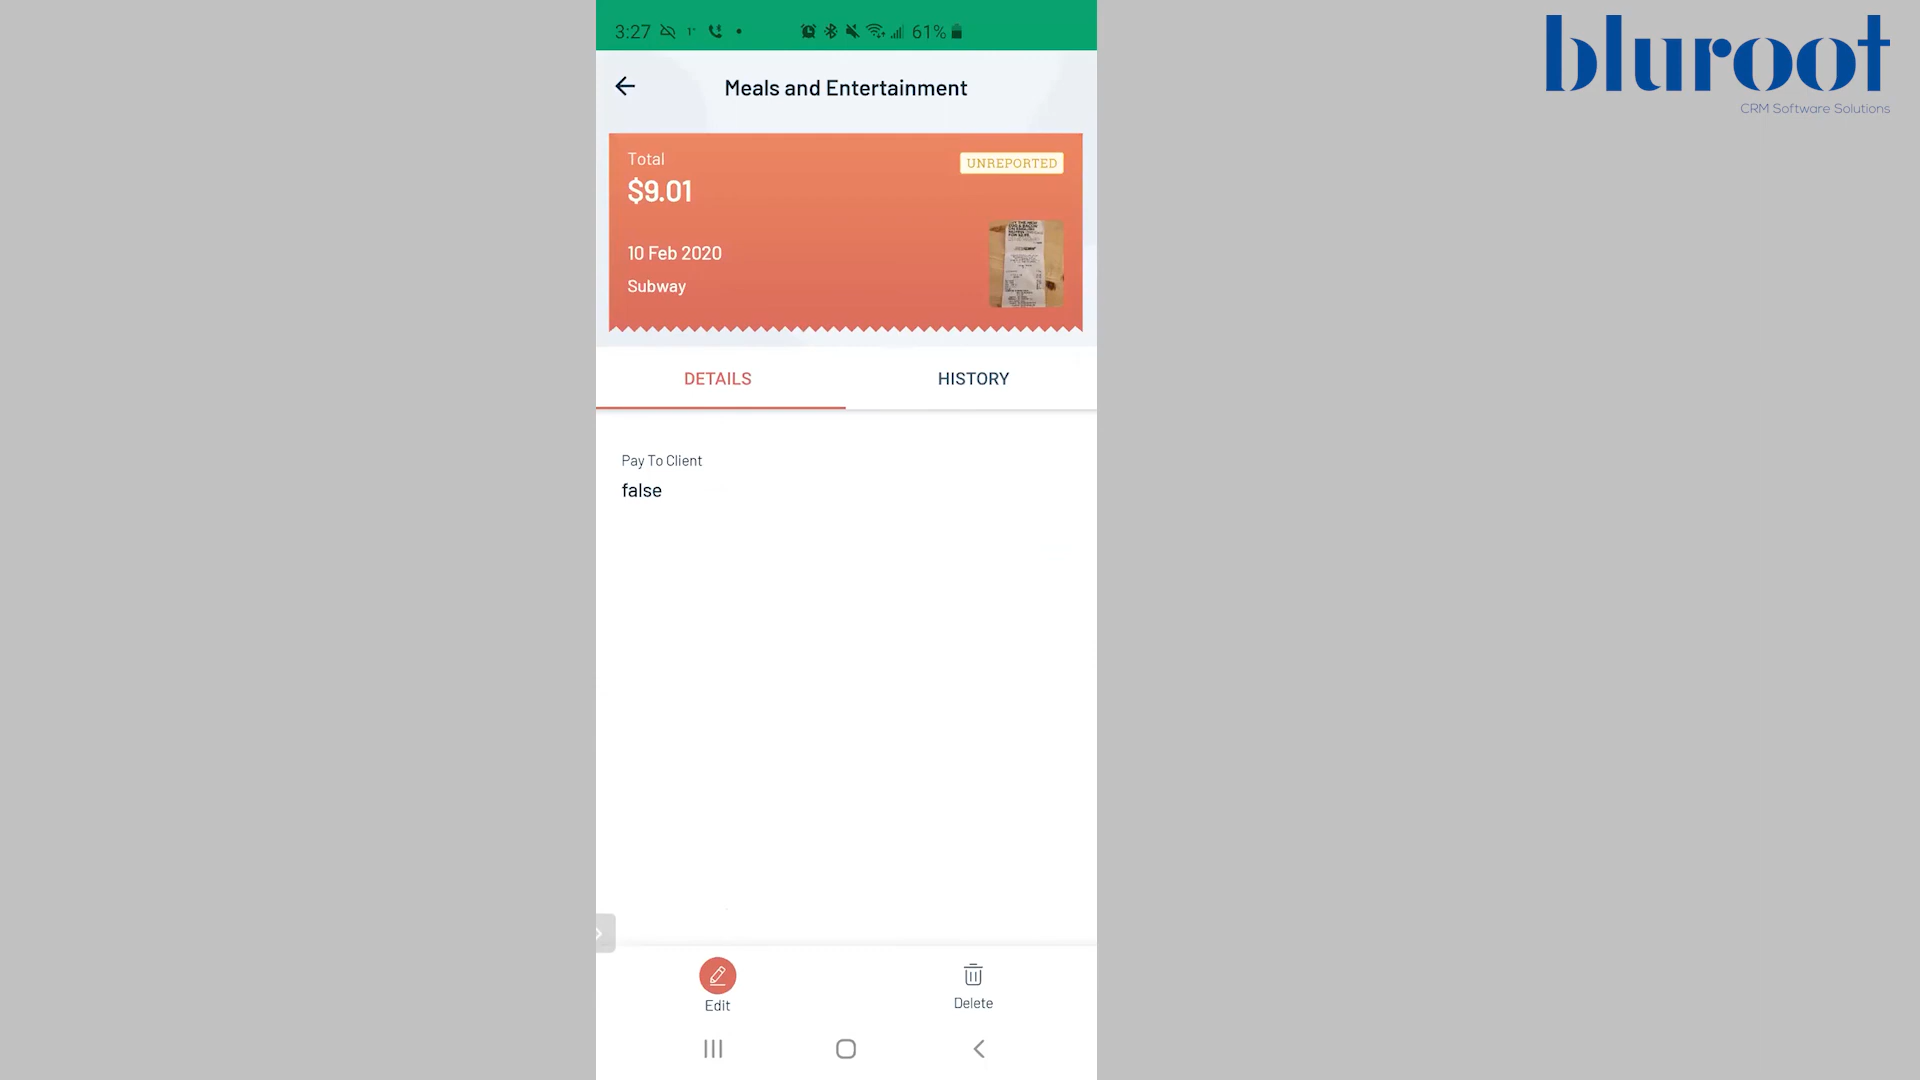 3:27
61%
bluroot
CRM Software Solutions
Meals and Entertainment
Total
UNREPORTED
$9.01
10 Feb 2020
Subway
DETAILS
HISTORY
Pay To Client
false
Edit
Delete